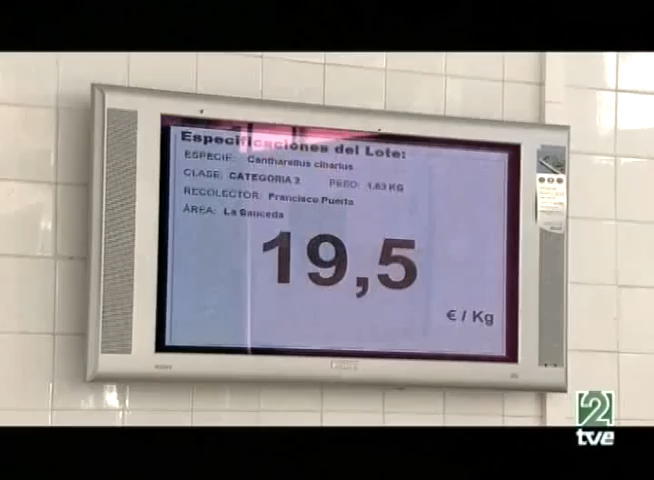 Especificaciones del Lote:
ESPECIE: Cantharellus cibarius
CLASE: CATEGORIA 2 PESO: 1,63 KG
RECOLECTOR: Francisco Puerta
ÁREA: La Sauceda
19,5
€ / Kg
2
tve